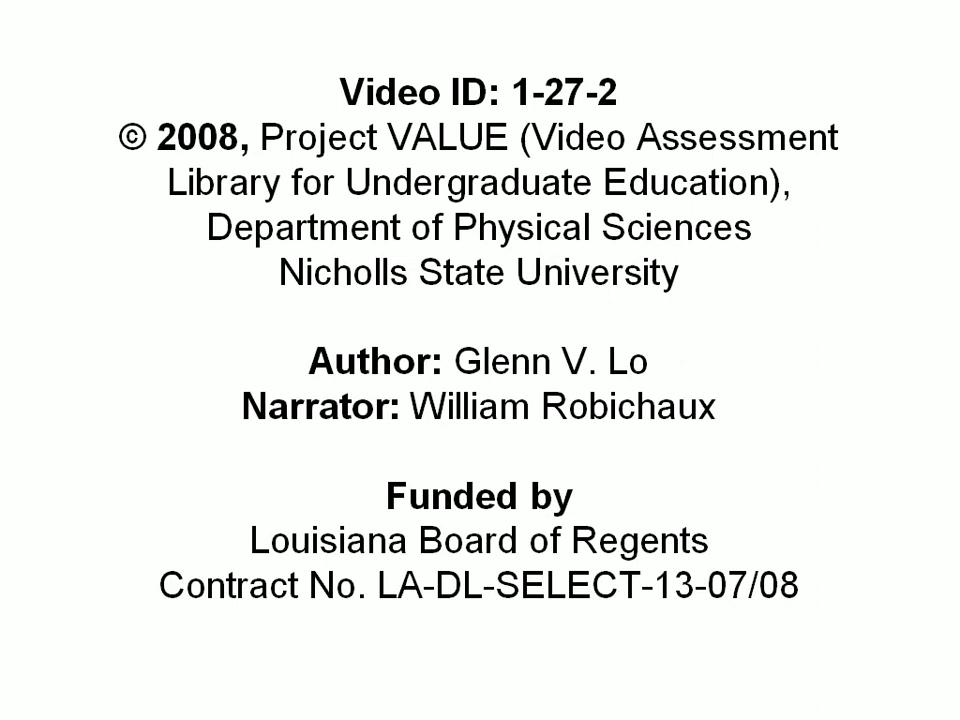 Video ID: 1-27-2
© 2008, Project VALUE (Video Assessment
Library for Undergraduate Education),
Department of Physical Sciences
Nicholls State University
Author: Glenn V. Lo
Narrator: William Robichaux
Funded by
Louisiana Board of Regents
Contract No. LA-DL-SELECT-13-07/08